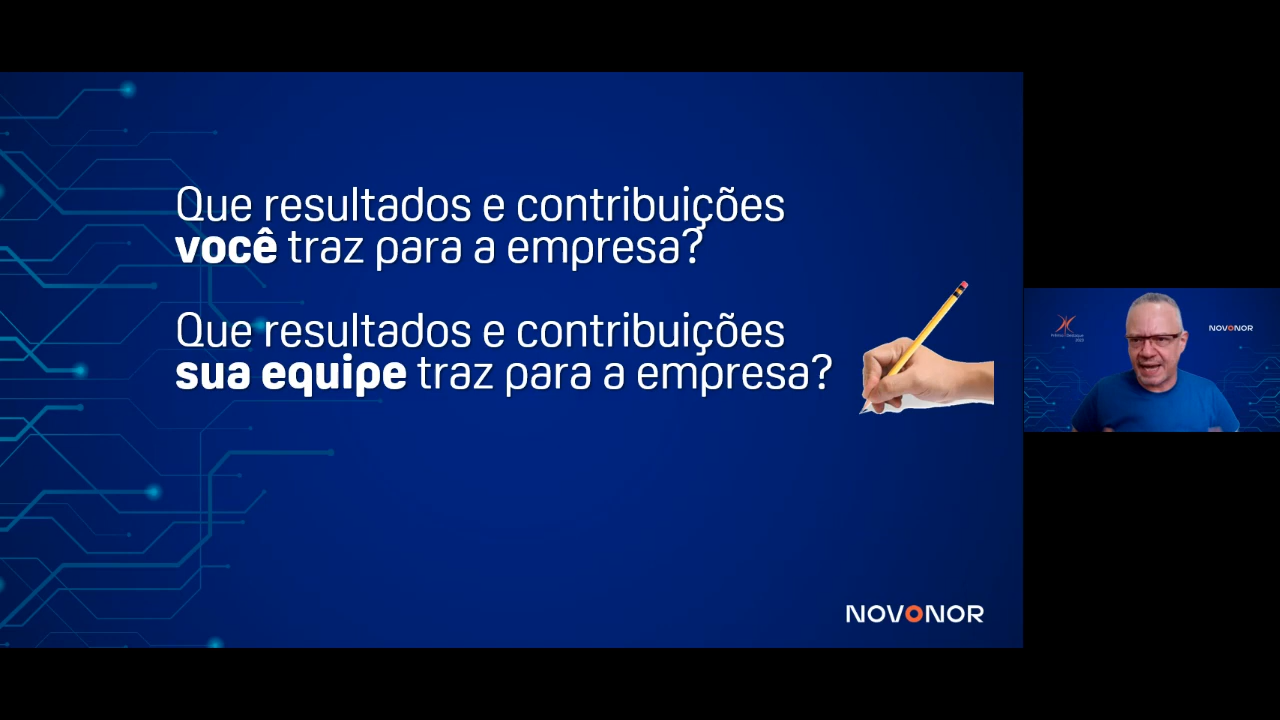 Que resultados e contribuições
você traz para a empresa?
Que resultados e contribuições
sua equipe traz para a empresa?
NOVONOR
NOVONOR